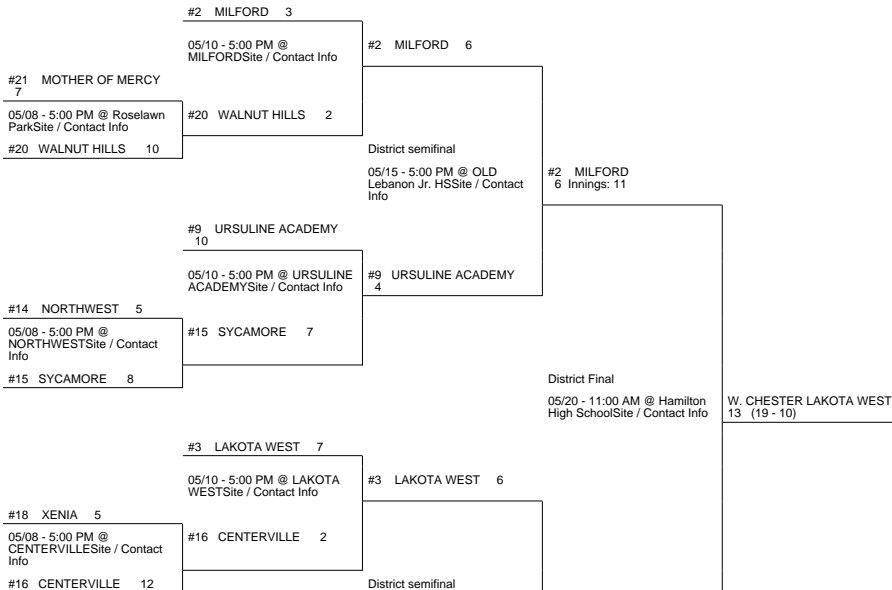 #2 MILFORD 3
05/10 - 5:00 PM @
MILFORDSite / Contact Info
#2 MILFORD 6
#21 MOTHER OF MERCY
7
05/08 - 5:00 PM @ Roselawn
ParkSite / Contact Info
#20 WALNUT HILLS 2
#20 WALNUT HILLS 10
District semifinal
05/15 - 5:00 PM @ OLD
Lebanon Jr. HSSite / Contact
Info
#2 MILFORD
6 Innings: 11
#9 URSULINE ACADEMY
10
05/10 - 5:00 PM @ URSULINE
ACADEMYSite / Contact Info
#9 URSULINE ACADEMY
4
#14 NORTHWEST 5
05/08 - 5:00 PM @
NORTHWESTSite / Contact
Info
#15 SYCAMORE 7
#15 SYCAMORE 8
District Final
05/20 - 11:00 AM @ Hamilton
High SchoolSite / Contact Info
W. CHESTER LAKOTA WEST
13 (19 - 10)
#3 LAKOTA WEST 7
05/10 - 5:00 PM @ LAKOTA
WESTSite / Contact Info
#3 LAKOTA WEST 6
#18 XENIA 5
05/08 - 5:00 PM @
CENTERVILLESite / Contact
Info
#16 CENTERVILLE 2
#16 CENTERVILLE 12
District semifinal